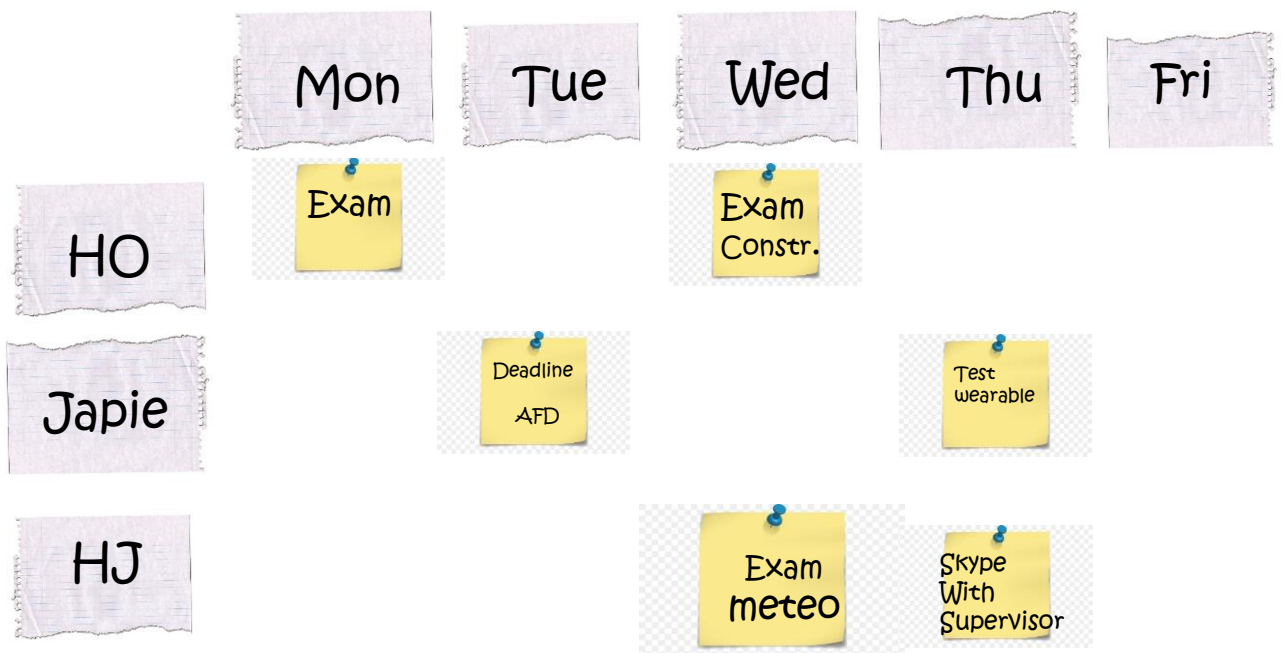 Mon Tue Wed Thu Fri
HO
Exam
Exam
Constr.
Japie
Deadline
AFD
Test
wearable
HJ
Exam
meteo
Skype
With
Supervisor